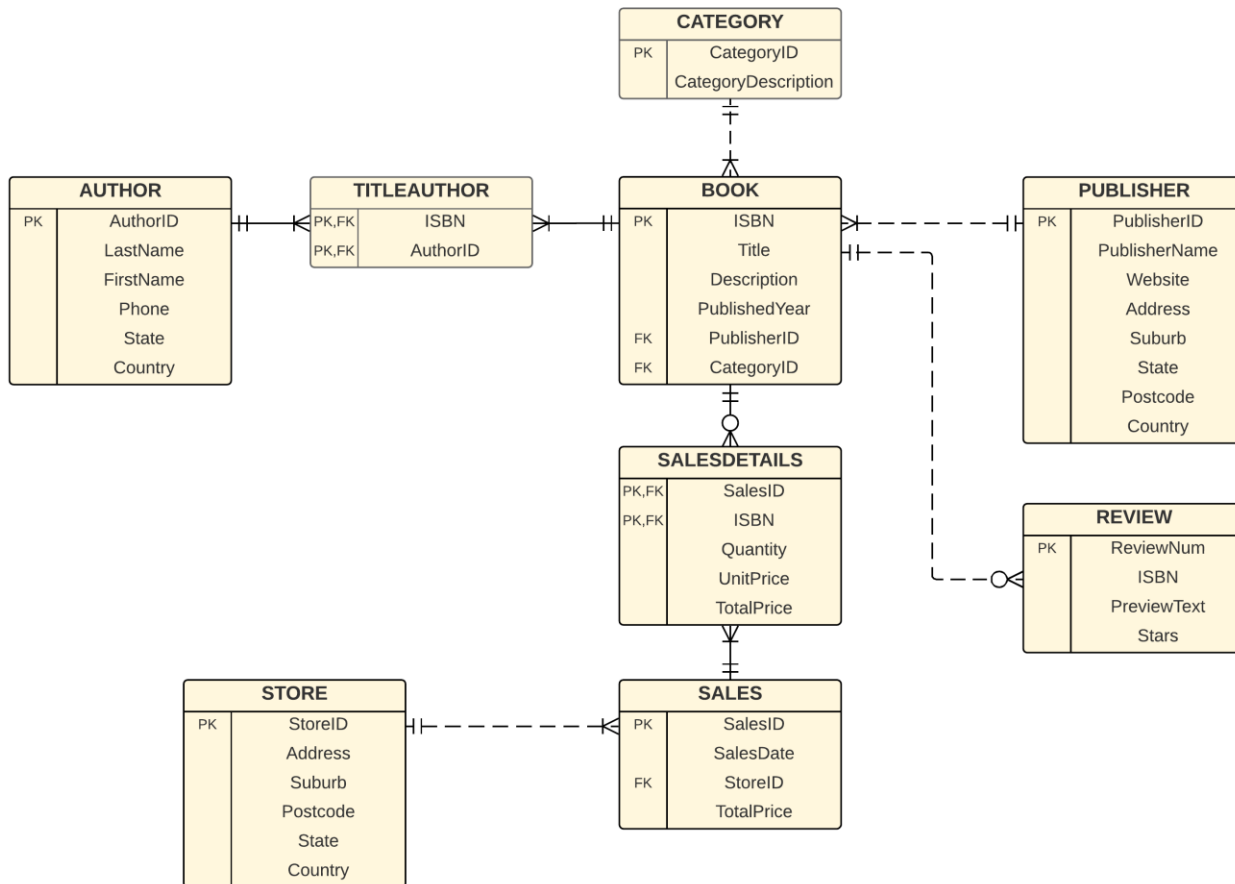 CATEGORY
PK CategoryID
CategoryDescription
AUTHOR
PK AuthorID
LastName
FirstName
Phone
State
Country
TITLEAUTHOR
PK,FK ISBN
PK,FK AuthorID
BOOK
PK ISBN
Title
Description
PublishedYear
FK PublisherID
FK CategoryID
PUBLISHER
PK PublisherID
PublisherName
Website
Address
Suburb
State
Postcode
Country
SALESDETAILS
PK,FK SalesID
PK,FK ISBN
Quantity
UnitPrice
TotalPrice
REVIEW
PK ReviewNum
ISBN
PreviewText
Stars
STORE
PK StoreID
Address
Suburb
Postcode
State
Country
SALES
PK SalesID
SalesDate
FK StoreID
TotalPrice